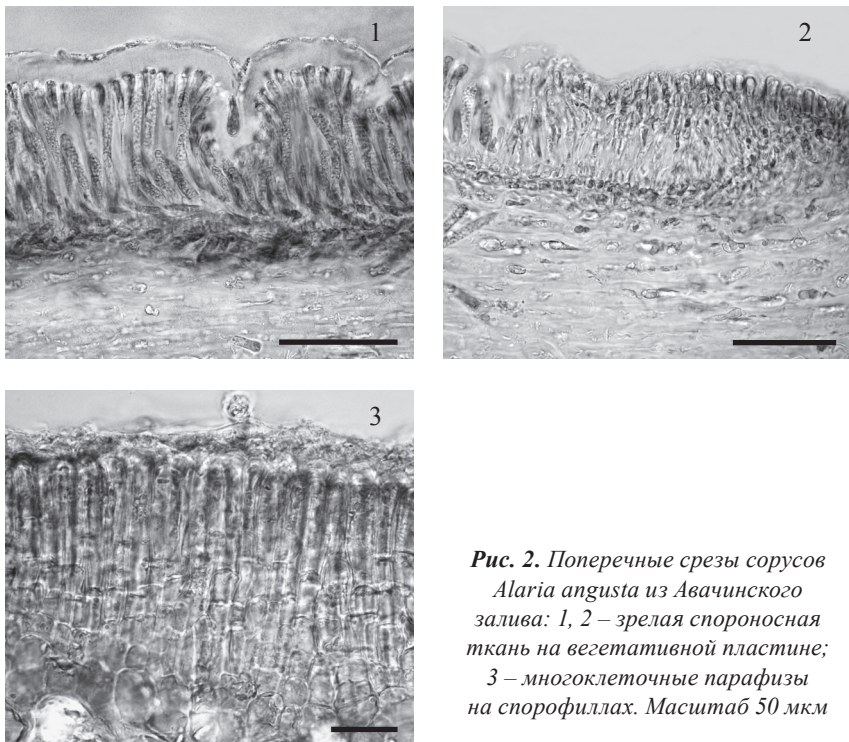 1
2
3
Рис. 2. Поперечные срезы сорусов
Alaria angusta из Авачинского
залива: 1, 2 – зрелая спороносная
ткань на вегетативной пластине;
3 – многоклеточные парафизы
на спорофиллах. Масштаб 50 мкм